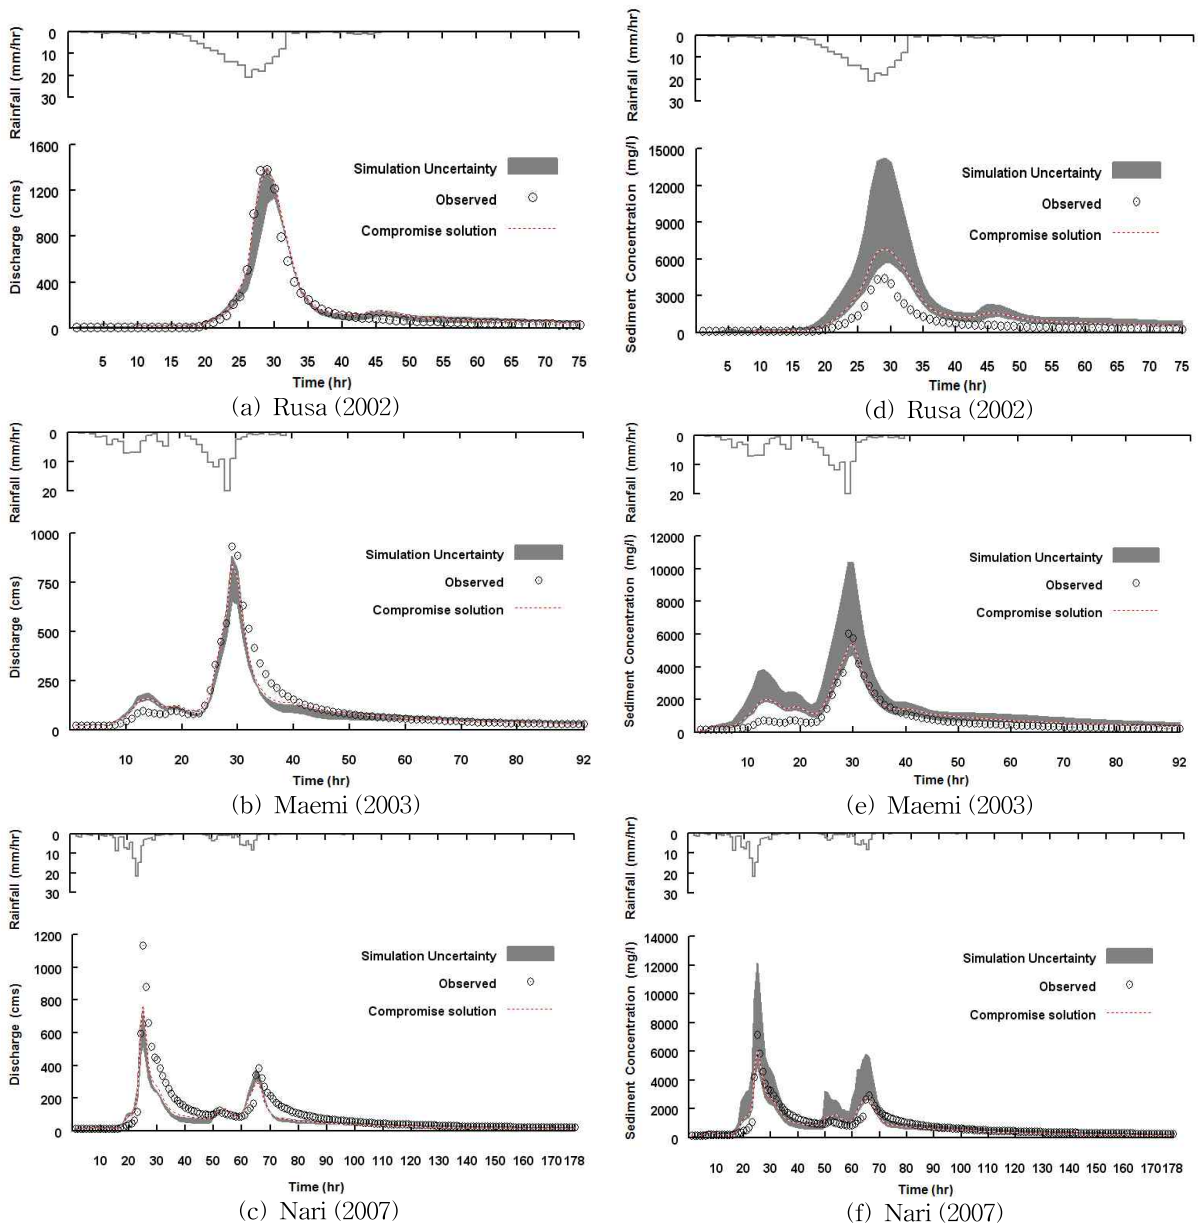 Rainfall (mm/hr)
0
10
20
30
Discharge (cms)
1600
1200
800
400
0
Simulation Uncertainty
Observed
Compromise solution
5 10 15 20 25 30 35 40 45 50 55 60 65 70 75
Time (hr)
(a) Rusa (2002)
Rainfall (mm/hr)
0
10
20
30
Sediment Concentration (mg/l)
15000
12000
9000
6000
3000
0
Simulation Uncertainty
Observed
Compromise solution
5 10 15 20 25 30 35 40 45 50 55 60 65 70 75
Time (hr)
(d) Rusa (2002)
Rainfall (mm/hr)
0
10
20
Discharge (cms)
1000
750
500
250
0
Simulation Uncertainty
Observed
Compromise solution
10 20 30 40 50 60 70 80 92
Time (hr)
(b) Maemi (2003)
Rainfall (mm/hr)
0
10
20
Sediment Concentration (mg/l)
12000
10000
8000
6000
4000
2000
0
Simulation Uncertainty
Observed
Compromise solution
10 20 30 40 50 60 70 80 92
Time (hr)
(e) Maemi (2003)
Rainfall (mm/hr)
0
10
20
30
Discharge (cms)
1200
1000
800
600
400
200
0
Simulation Uncertainty
Observed
Compromise solution
10 20 30 40 50 60 70 80 90 100 110 120 130 140 150 160 170 178
Time (hr)
(c) Nari (2007)
Rainfall (mm/hr)
0
10
20
30
Sediment Concentration (mg/l)
14000
12000
10000
8000
6000
4000
2000
0
Simulation Uncertainty
Observed
Compromise solution
10 20 30 40 50 60 70 80 90 100 110 120 130 140 150 160 170 178
Time (hr)
(f) Nari (2007)